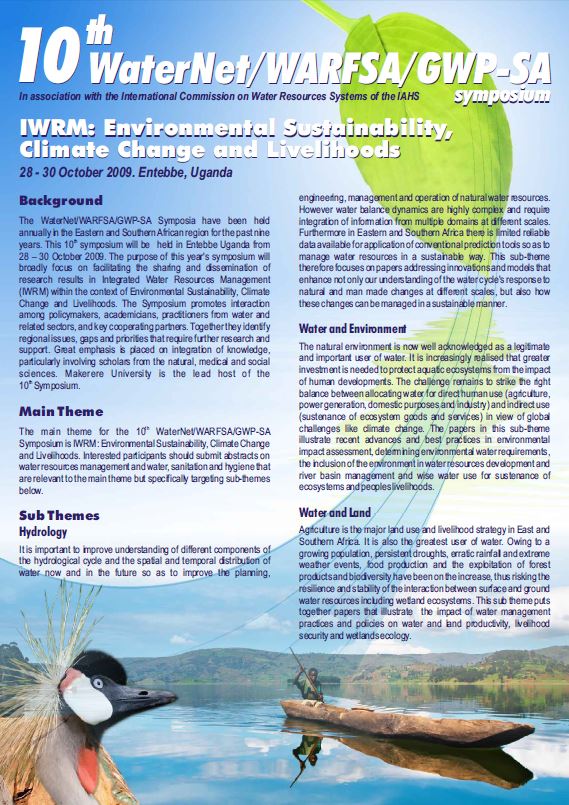 10th
WaterNet/WARFSA/GWP-SA
In association with the International Commission on Water Resources Systems of the IAHS
symposium
IWRM: Environmental Sustainability,
Climate Change and Livelihoods
28 - 30 October 2009. Entebbe, Uganda
Background
The WaterNet/WARFSA/GWP-SA Symposia have been held
annually in the Eastern and Southern African region for the past nine
years. This 10th symposium will be held in Entebbe Uganda from
28 – 30 October 2009. The purpose of this year's symposium will
broadly focus on facilitating the sharing and dissemination of
research results in Integrated Water Resources Management
(IWRM) within the context of Environmental Sustainability, Climate
Change and Livelihoods. The Symposium promotes interaction
among policymakers, academicians, practitioners from water and
related sectors, and key cooperating partners. Together they identify
regional issues, gaps and priorities that require further research and
support. Great emphasis is placed on integration of knowledge,
particularly involving scholars from the natural, medical and social
sciences. Makerere University is the lead host of the
10th Symposium.
Main Theme
The main theme for the 10th WaterNet/WARFSA/GWP-SA
Symposium is IWRM: Environmental Sustainability, Climate Change
and Livelihoods. Interested participants should submit abstracts on
water resources management and water, sanitation and hygiene that
are relevant to the main theme but specifically targeting sub-themes
below.
Sub Themes
Hydrology
It is important to improve understanding of different components of
the hydrological cycle and the spatial and temporal distribution of
water now and in the future so as to improve the planning,
engineering, management and operation of natural water resources.
However water balance dynamics are highly complex and require
integration of information from multiple domains at different scales.
Furthermore in Eastern and Southern Africa there is limited reliable
data available for application of conventional prediction tools so as to
manage water resources in a sustainable way. This sub-theme
therefore focuses on papers addressing innovations and models that
enhance not only our understanding of the water cycle's response to
natural and man made changes at different scales, but also how
these changes can be managed in a sustainable manner.
Water and Environment
The natural environment is now well acknowledged as a legitimate
and important user of water. It is increasingly realised that greater
investment is needed to protect aquatic ecosystems from the impact
of human developments. The challenge remains to strike the right
balance between allocating water for direct human use (agriculture,
power generation, domestic purposes and industry) and indirect use
(sustenance of ecosystem goods and services) in view of global
challenges like climate change. The papers in this sub-theme
illustrate recent advances and best practices in environmental
impact assessment, determining environmental water requirements,
the inclusion of the environment in water resources development and
river basin management and wise water use for sustenance of
ecosystems and peoples livelihoods.
Water and Land
Agriculture is the major land use and livelihood strategy in East and
Southern Africa. It is also the greatest user of water. Owing to a
growing population, persistent droughts, erratic rainfall and extreme
weather events, food production and the exploitation of forest
products and biodiversity have been on the increase, thus risking the
resilience and stability of the interaction between surface and ground
water resources including wetland ecosystems. This sub theme puts
together papers that illustrate the impact of water management
practices and policies on water and land productivity, livelihood
security and wetlands ecology.